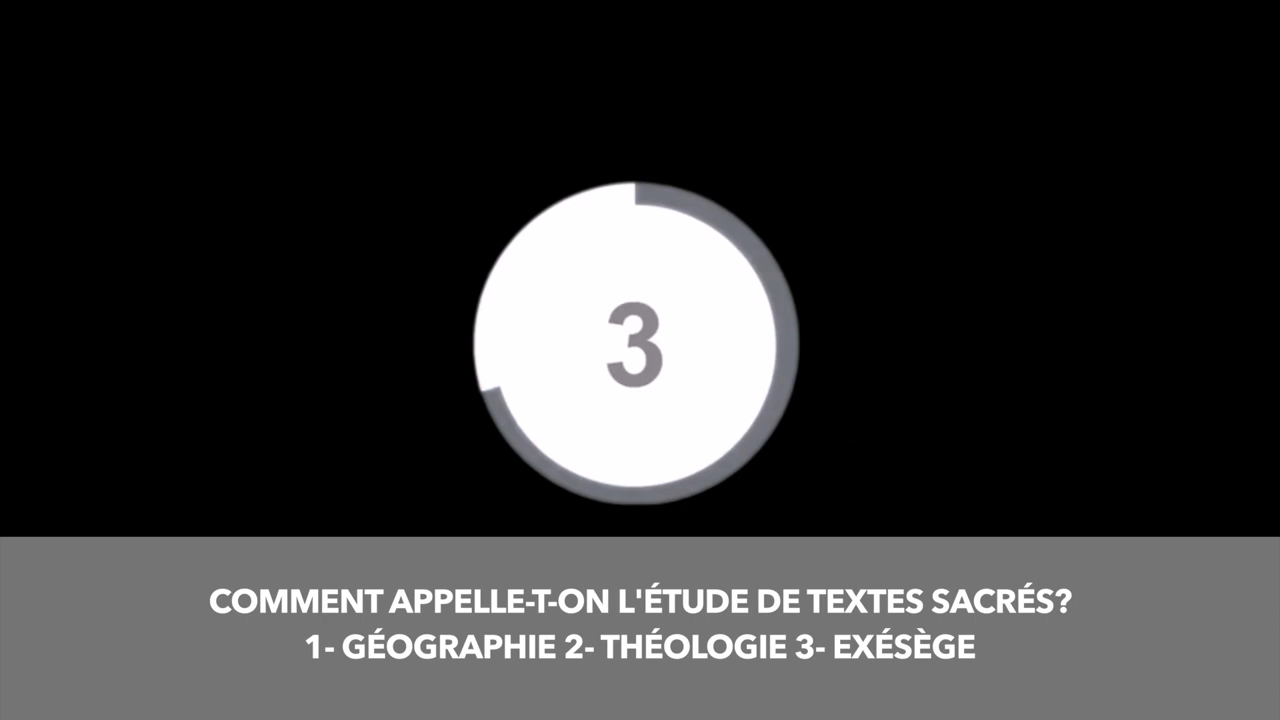 3
COMMENT APPELLE-T-ON L'ÉTUDE DE TEXTES SACRÉS?
1- GÉOGRAPHIE 2- THÉOLOGIE 3- EXÉSÈGE